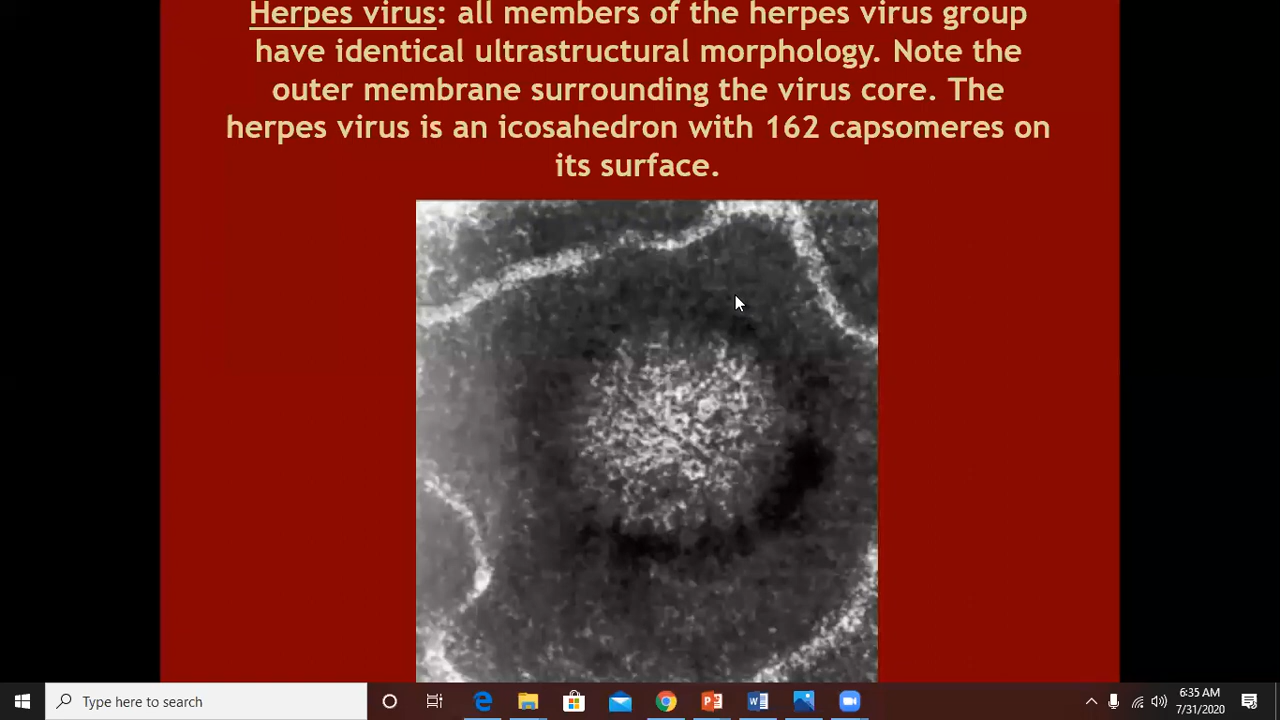 Herpes virus: all members of the herpes virus group
have identical ultrastructural morphology. Note the
outer membrane surrounding the virus core. The
herpes virus is an icosahedron with 162 capsomeres on
its surface.
Type here to search
6:35 AM
7/31/2020